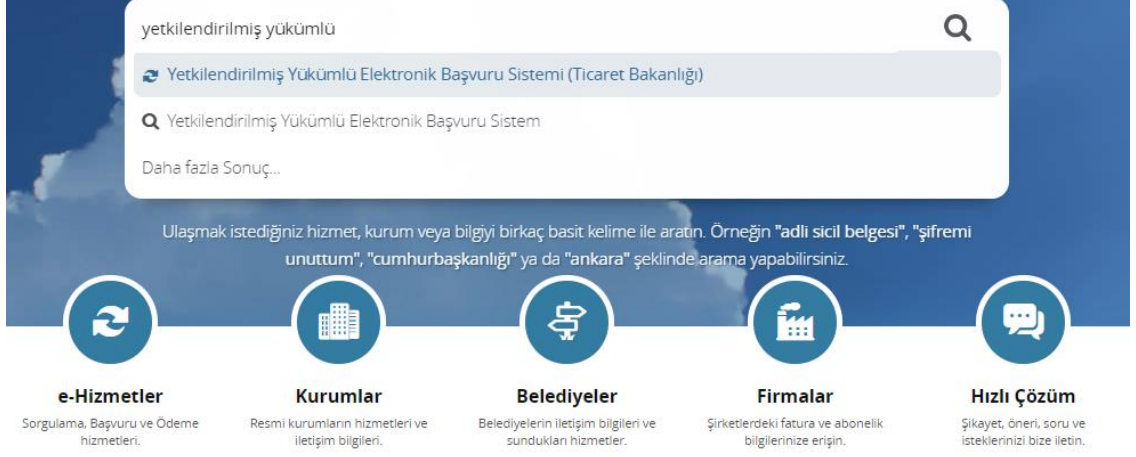 yetkilendirilmiş yükümlü
Yetkilendirilmiş Yükümlü Elektronik Başvuru Sistemi (Ticaret Bakanlığı)
Yetkilendirilmiş Yükümlü Elektronik Başvuru Sistem
Daha fazla Sonuç...
Ulaşmak istediğiniz hizmet, kurum veya bilgiyi birkaç basit kelime ile aratın. Örneğin "adli sicil belgesi", "şifremi
unuttum", "cumhurbaşkanlığı" ya da "ankara" şeklinde arama yapabilirsiniz.
e-Hizmetler
Sorgulama, Başvuru ve Ödeme
hizmetleri.
Kurumlar
Resmi kurumların hizmetleri ve
iletişim bilgileri.
Belediyeler
Belediyelerin iletişim bilgileri ve
sundukları hizmetler.
Firmalar
Şirketlerdeki fatura ve abonelik
bilgilerinize erişin.
Hızlı Çözüm
Şikayet, öneri, soru ve
isteklerinizi bize iletin.